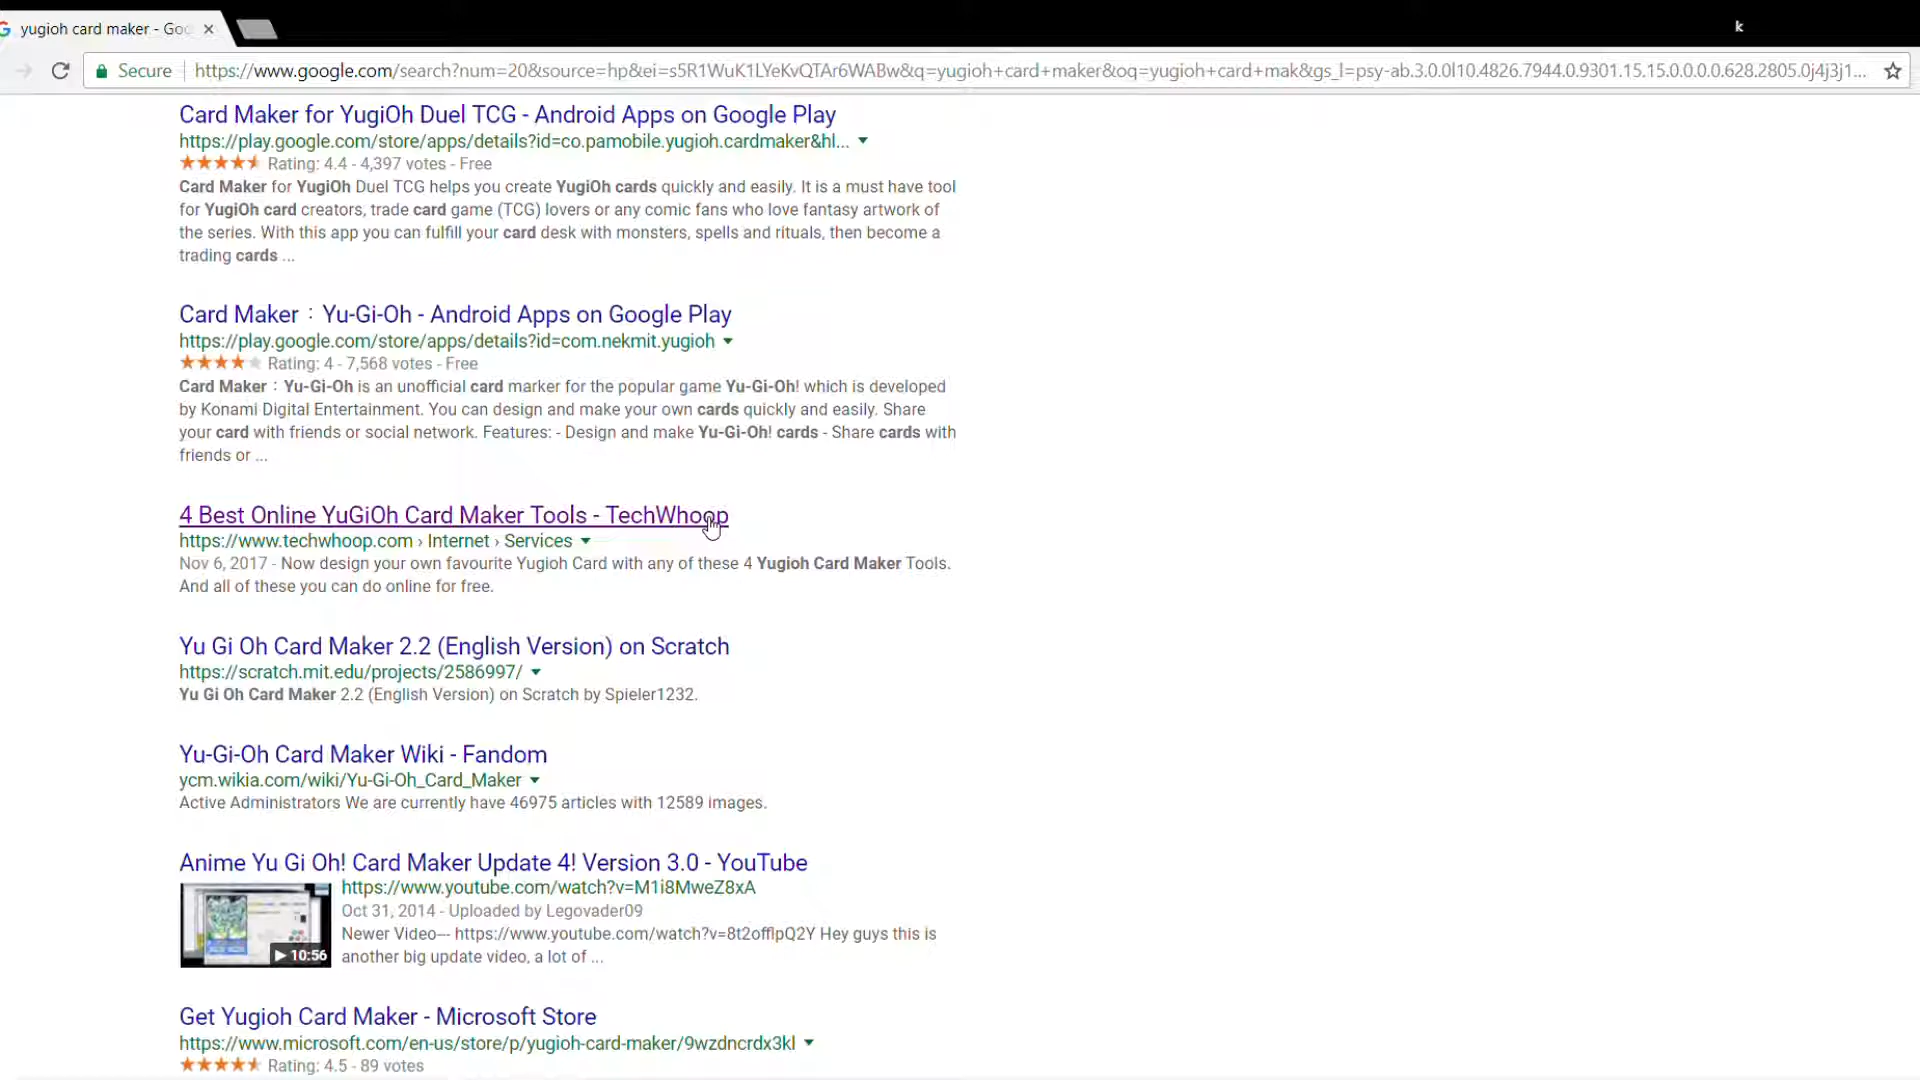 yugioh card maker - Goo
k
Secure https://www.google.com/search?num=20&source=hp&ei=s5R1WuK1LYeKvQTAr6WABw&q=yugioh+card+maker&oq=yugioh+card+mak&gs_l=psy-ab.3.0.0l10.4826.7944.0.9301.15.15.0.0.0.0.628.2805.0j4j3j1...
Card Maker for YugiOh Duel TCG - Android Apps on Google Play
https://play.google.com/store/apps/details?id=co.pamobile.yugioh.cardmaker&hl...
Rating: 4.4 - 4,397 votes - Free
Card Maker for YugiOh Duel TCG helps you create YugiOh cards quickly and easily. It is a must have tool
for YugiOh card creators, trade card game (TCG) lovers or any comic fans who love fantasy artwork of
the series. With this app you can fulfill your card desk with monsters, spells and rituals, then become a
trading cards ...
Card Maker：Yu-Gi-Oh - Android Apps on Google Play
https://play.google.com/store/apps/details?id=com.nekmit.yugioh
Rating: 4 - 7,568 votes - Free
Card Maker：Yu-Gi-Oh is an unofficial card marker for the popular game Yu-Gi-Oh! which is developed
by Konami Digital Entertainment. You can design and make your own cards quickly and easily. Share
your card with friends or social network. Features: - Design and make Yu-Gi-Oh! cards - Share cards with
friends or ...
4 Best Online YuGiOh Card Maker Tools - TechWhoop
https://www.techwhoop.com › Internet › Services
Nov 6, 2017 - Now design your own favourite Yugioh Card with any of these 4 Yugioh Card Maker Tools.
And all of these you can do online for free.
Yu Gi Oh Card Maker 2.2 (English Version) on Scratch
https://scratch.mit.edu/projects/2586997/
Yu Gi Oh Card Maker 2.2 (English Version) on Scratch by Spieler1232.
Yu-Gi-Oh Card Maker Wiki - Fandom
ycm.wikia.com/wiki/Yu-Gi-Oh_Card_Maker
Active Administrators We are currently have 46975 articles with 12589 images.
Anime Yu Gi Oh! Card Maker Update 4! Version 3.0 - YouTube
https://www.youtube.com/watch?v=M1i8MweZ8xA
Oct 31, 2014 - Uploaded by Legovader09
Newer Video--- https://www.youtube.com/watch?v=8t2offlpQ2Y Hey guys this is
another big update video, a lot of ...
10:56
Get Yugioh Card Maker - Microsoft Store
https://www.microsoft.com/en-us/store/p/yugioh-card-maker/9wzdncrdx3kl
Rating: 4.5 - 89 votes